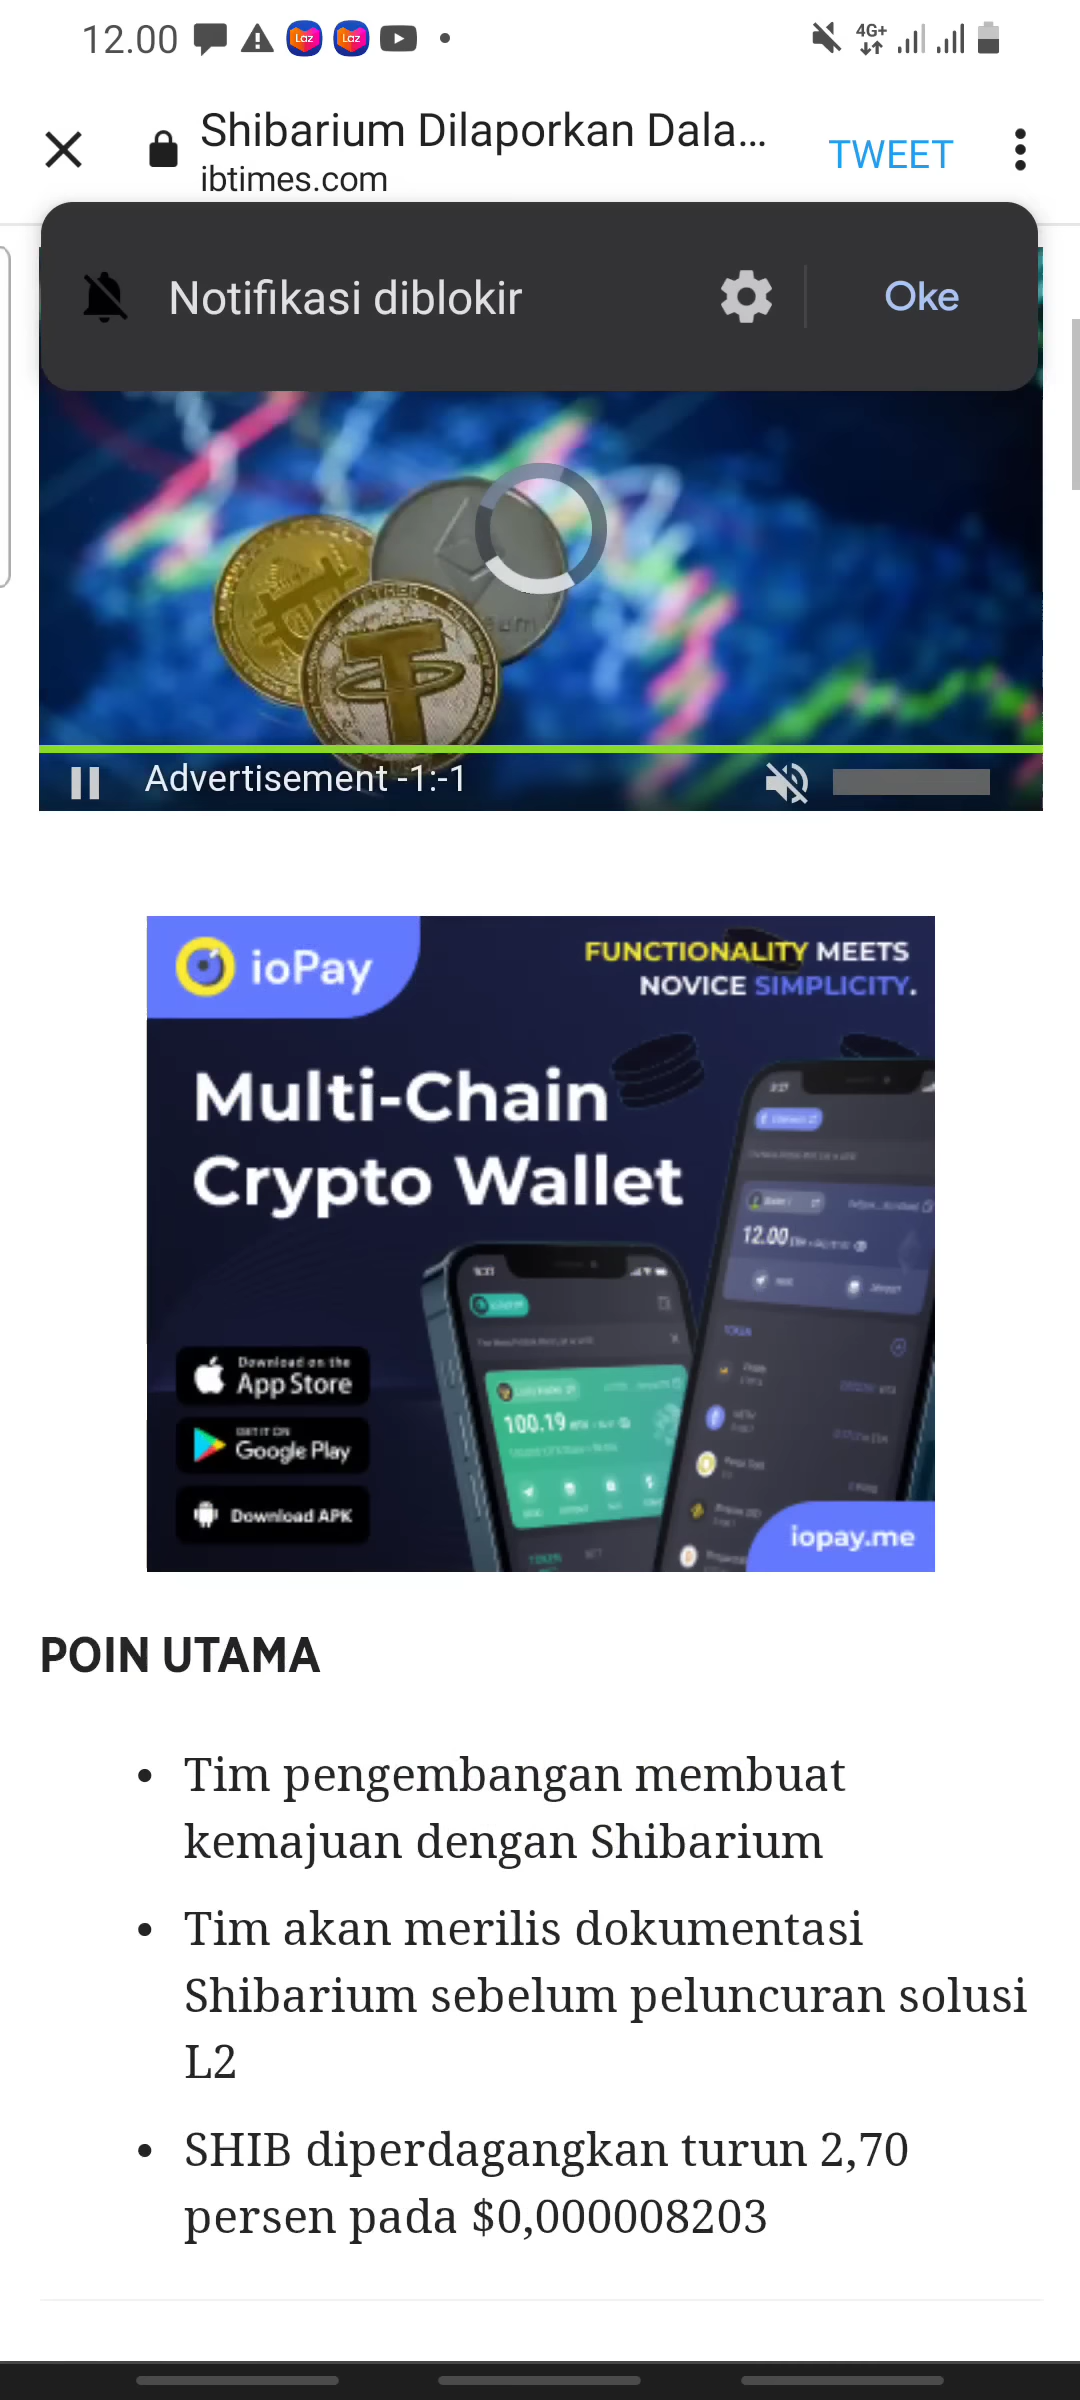 12.00
4G+
Shibarium Dilaporkan Dala...
ibtimes.com
TWEET
Notifikasi diblokir
Oke
TETHER
Advertisement -1:-1
ioPay
FUNCTIONALITY MEETS
NOVICE SIMPLICITY.
Multi-Chain
Crypto Wallet
12.00
100.19
Download on the
App Store
GET IT ON
Google Play
Download APK
iopay.me
POIN UTAMA
• Tim pengembangan membuat
kemajuan dengan Shibarium
• Tim akan merilis dokumentasi
Shibarium sebelum peluncuran solusi
L2
• SHIB diperdagangkan turun 2,70
persen pada $0,000008203